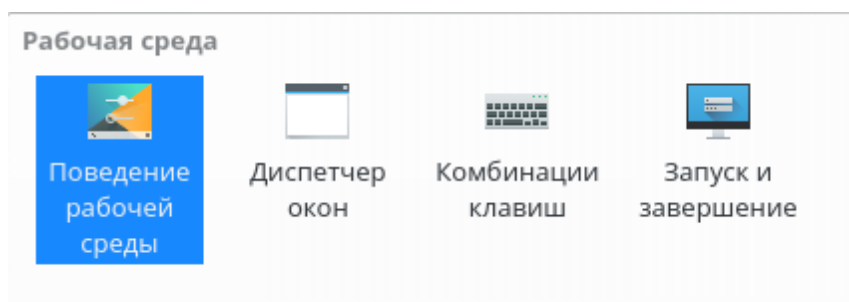 Рабочая среда
Поведение рабочей среды
Диспетчер окон
Комбинации клавиш
Запуск и завершение